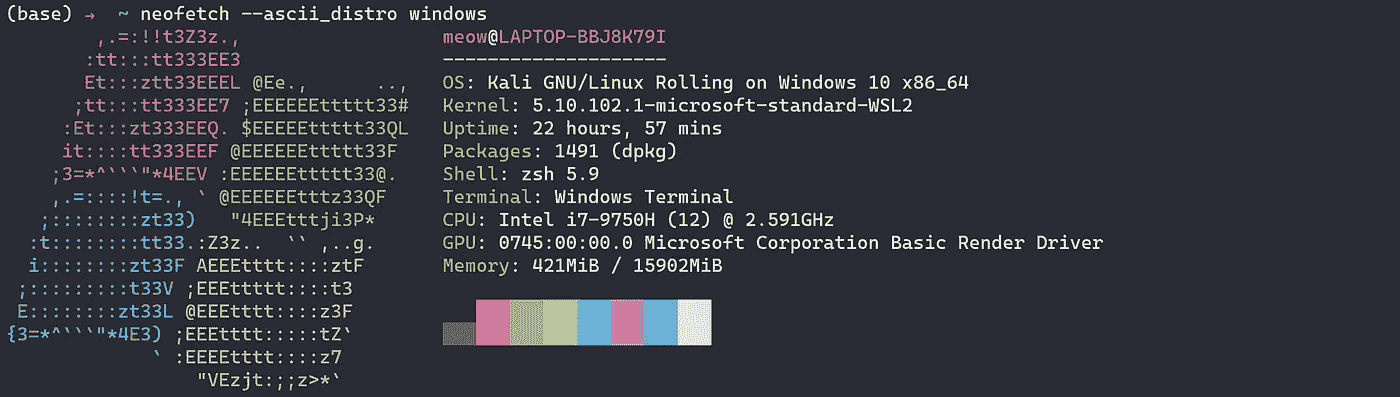 (base) → ~ neofetch --ascii_distro windows
        ,.=:!!t3Z3z.,                  meow@LAPTOP-BBJ8K79I
       :tt:::tt333EE3                  --------------------
       Et:::ztt33EEEL @Ee.,      ..,   OS: Kali GNU/Linux Rolling on Windows 10 x86_64
      ;tt:::tt333EE7 ;EEEEEEttttt33#   Kernel: 5.10.102.1-microsoft-standard-WSL2
     :Et:::zt333EEQ. $EEEEEttttt33QL   Uptime: 22 hours, 57 mins
     it::::tt333EEF @EEEEEEttttt33F    Packages: 1491 (dpkg)
    ;3=*^```"*4EEV :EEEEEEttttt33@.    Shell: zsh 5.9
    ,.=::::!t=., ` @EEEEEEtttz33QF     Terminal: Windows Terminal
   ;::::::::zt33)   "4EEEtttji3P*      CPU: Intel i7-9750H (12) @ 2.591GHz
  :t::::::::tt33.:Z3z..  `` ,..g.      GPU: 0745:00:00.0 Microsoft Corporation Basic Render Driver
  i::::::::zt33F AEEEtttt::::ztF       Memory: 421MiB / 15902MiB
 ;:::::::::t33V ;EEEttttt::::t3
 E::::::::zt33L @EEEtttt::::z3F
{3=*^```"*4E3) ;EEEtttt:::::tZ`
             ` :EEEEtttt::::z7
                 "VEzjt:;;z>*`